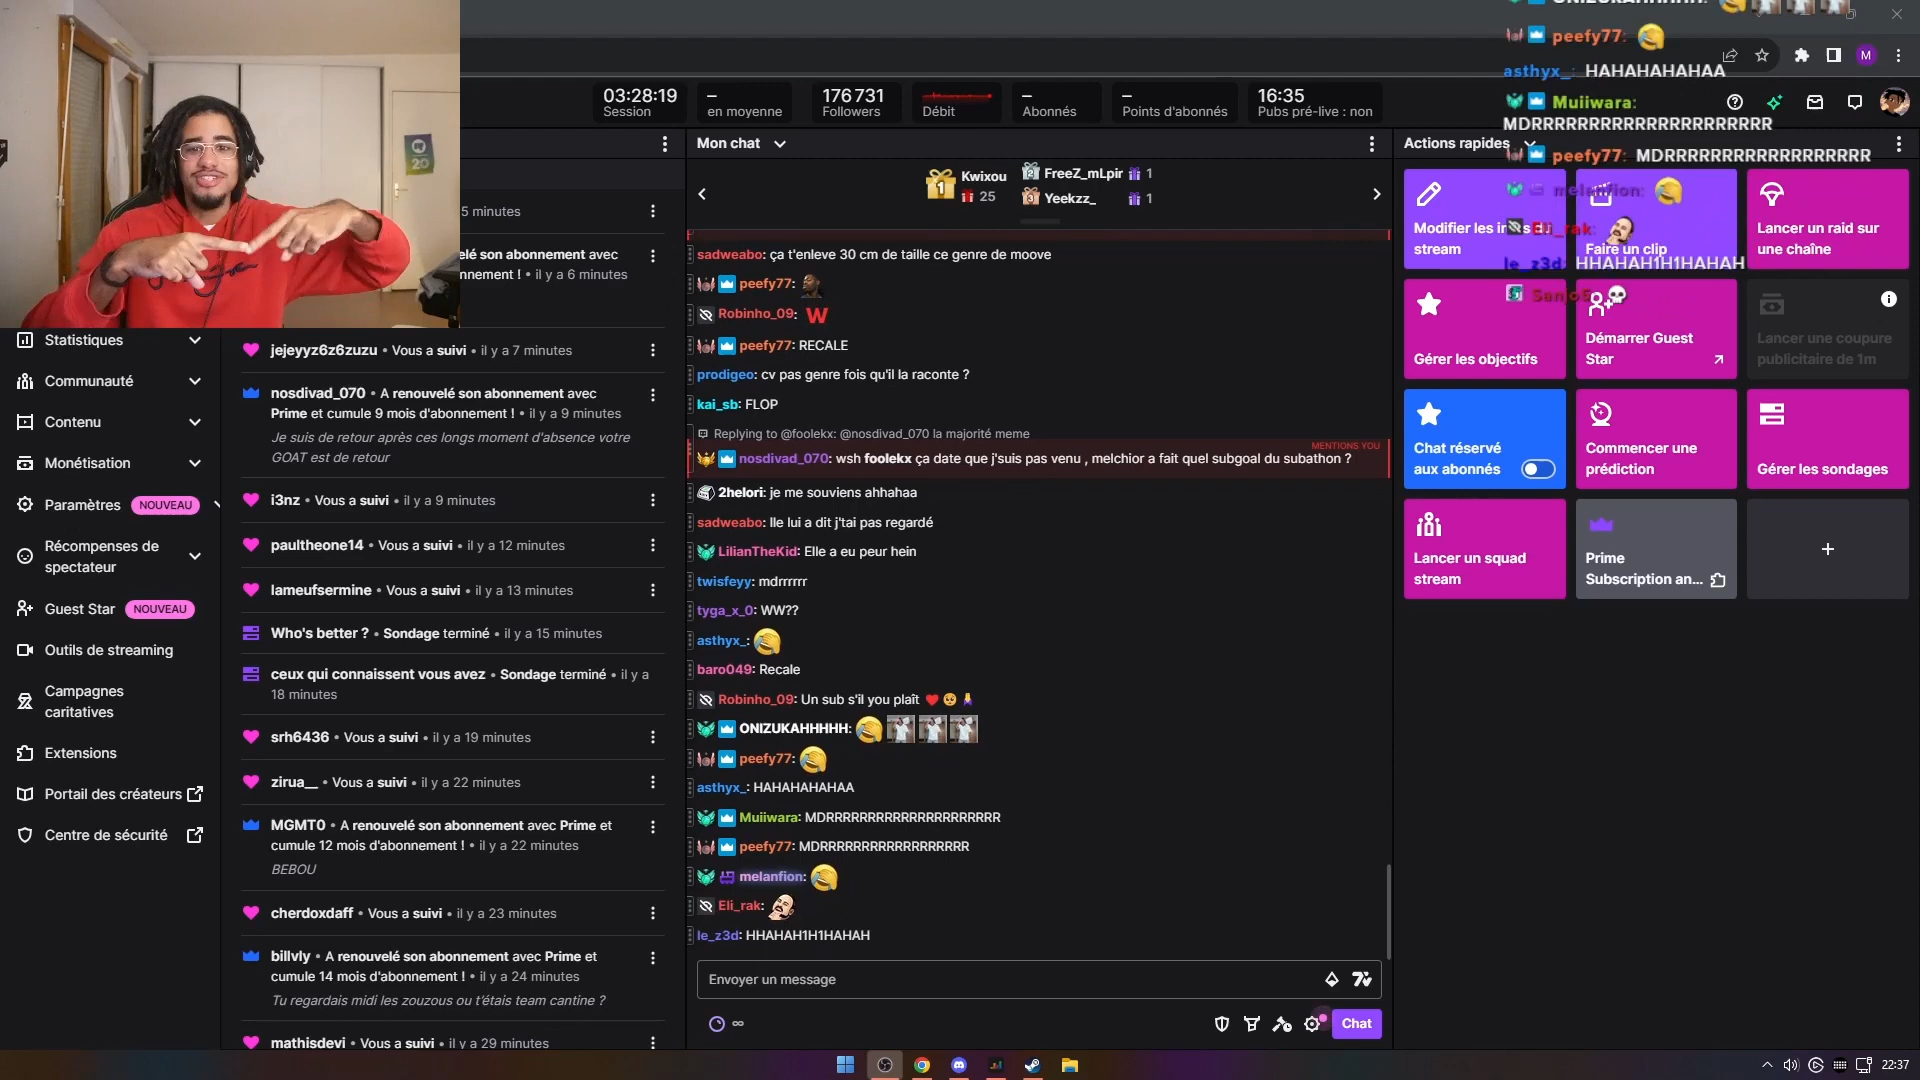 03:28:19
Session
–
en moyenne
176 731
Followers
Débit
–
Abonnés
–
Points d'abonnés
16:35
Pubs pré-live : non
20
5 minutes
elé son abonnement avec
nnement ! • il y a 6 minutes
Statistiques
Communauté
Contenu
Monétisation
Paramètres NOUVEAU
Récompenses de
spectateur
Guest Star NOUVEAU
Outils de streaming
Campagnes
caritatives
Extensions
Portail des créateurs
Centre de sécurité
jejeyyz6z6zuzu • Vous a suivi • il y a 7 minutes
nosdivad_070 • A renouvelé son abonnement avec
Prime et cumule 9 mois d'abonnement ! • il y a 9 minutes
Je suis de retour après ces longs moment d'absence votre
GOAT est de retour
i3nz • Vous a suivi • il y a 9 minutes
paultheone14 • Vous a suivi • il y a 12 minutes
lameufsermine • Vous a suivi • il y a 13 minutes
Who's better ? • Sondage terminé • il y a 15 minutes
ceux qui connaissent vous avez • Sondage terminé • il y a
18 minutes
srh6436 • Vous a suivi • il y a 19 minutes
zirua__ • Vous a suivi • il y a 22 minutes
MGMT0 • A renouvelé son abonnement avec Prime et
cumule 12 mois d'abonnement ! • il y a 22 minutes
BEBOU
cherdoxdaff • Vous a suivi • il y a 23 minutes
billvly • A renouvelé son abonnement avec Prime et
cumule 14 mois d'abonnement ! • il y a 24 minutes
Tu regardais midi les zouzous ou t'étais team cantine ?
mathisdevi • Vous a suivi • il y a 29 minutes
Mon chat
1 Kwixou
25
2 FreeZ_mLpir 1
3 Yeekzz_ 1
sadweabo: ça t'enleve 30 cm de taille ce genre de moove
peefy77:
Robinho_09: W
peefy77: RECALE
prodigeo: cv pas genre fois qu'il la raconte ?
kai_sb: FLOP
Replying to @foolekx: @nosdivad_070 la majorité meme
MENTIONS YOU
nosdivad_070: wsh foolekx ça date que j'suis pas venu , melchior a fait quel subgoal du subathon ?
2helori: je me souviens ahhahaa
sadweabo: Ile lui a dit j'tai pas regardé
LilianTheKid: Elle a eu peur hein
twisfeyy: mdrrrrrr
tyga_x_0: WW??
asthyx_:
baro049: Recale
Robinho_09: Un sub s'il you plaît
ONIZUKAHHHHH:
peefy77:
asthyx_: HAHAHAHAHAA
Muiiwara: MDRRRRRRRRRRRRRRRRRRRRR
peefy77: MDRRRRRRRRRRRRRRRRRR
melanfion:
Eli_rak:
le_z3d: HHAHAH1H1HAHAH
Envoyer un message
Chat
M
peefy77:
asthyx_: HAHAHAHAHAA
Muiiwara:
MDRRRRRRRRRRRRRRRRRRRRR
peefy77: MDRRRRRRRRRRRRRRRRRR
melanfion:
Eli_rak:
le_z3d: HHAHAH1H1HAHAH
Actions rapides
Modifier les
stream
Faire un clip
Lancer un raid sur
une chaîne
Gérer les objectifs
Démarrer Guest
Star
Lancer une coupure
publicitaire de 1m
Chat réservé
aux abonnés
Commencer une
prédiction
Gérer les sondages
Lancer un squad
stream
Prime
Subscription an...
22:37